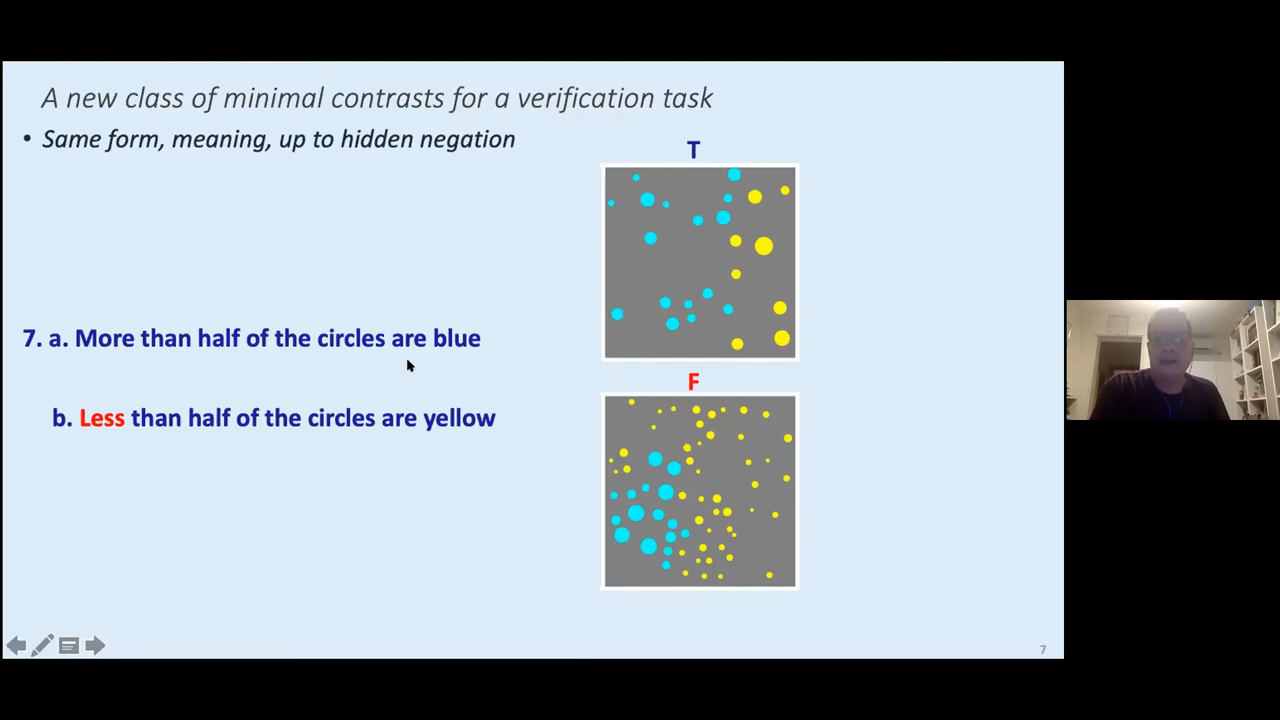 A new class of minimal contrasts for a verification task
• Same form, meaning, up to hidden negation
T
7. a. More than half of the circles are blue
F
b. Less than half of the circles are yellow
7